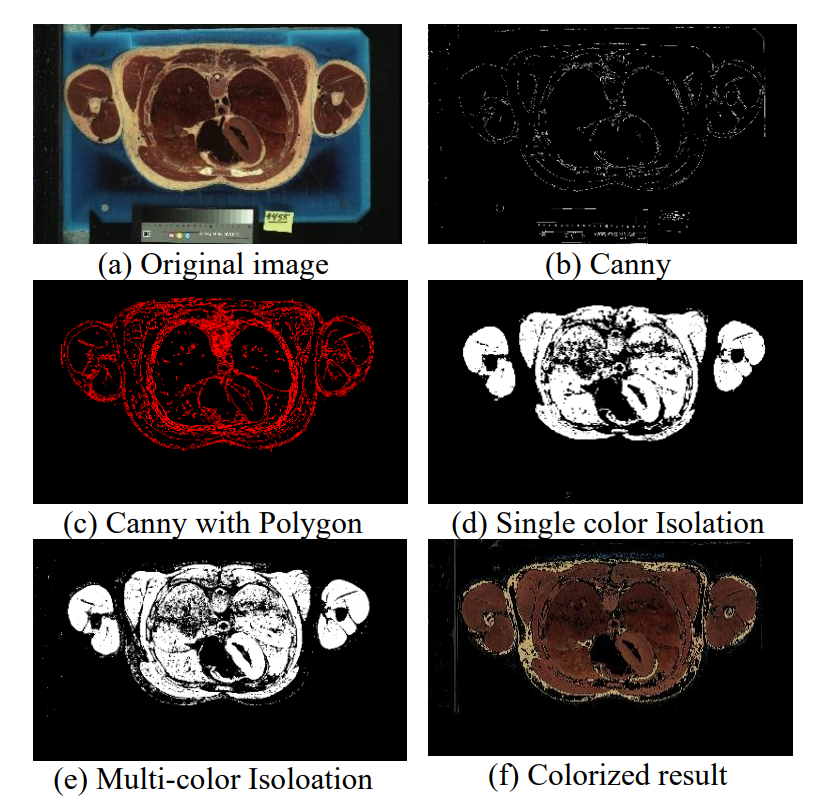 (a) Original image
(b) Canny
(c) Canny with Polygon
(d) Single color Isolation
(e) Multi-color Isoloation
(f) Colorized result